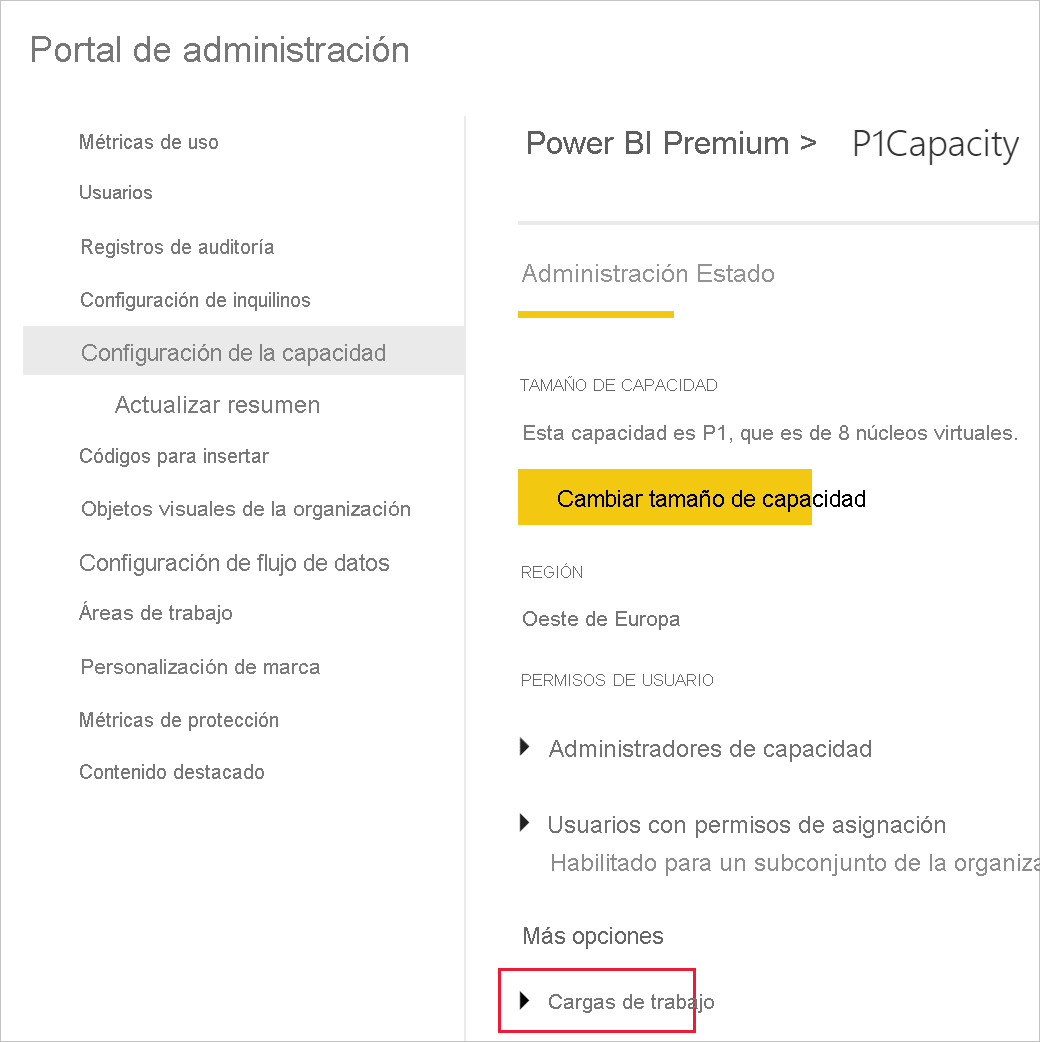 Portal de administración
Métricas de uso
Usuarios
Registros de auditoría
Configuración de inquilinos
Configuración de la capacidad
Actualizar resumen
Códigos para insertar
Objetos visuales de la organización
Configuración de flujo de datos
Áreas de trabajo
Personalización de marca
Métricas de protección
Contenido destacado
Power BI Premium > P1Capacity
Administración Estado
TAMAÑO DE CAPACIDAD
Esta capacidad es P1, que es de 8 núcleos virtuales.
Cambiar tamaño de capacidad
REGIÓN
Oeste de Europa
PERMISOS DE USUARIO
Administradores de capacidad
Usuarios con permisos de asignación
Habilitado para un subconjunto de la organiza
Más opciones
Cargas de trabajo